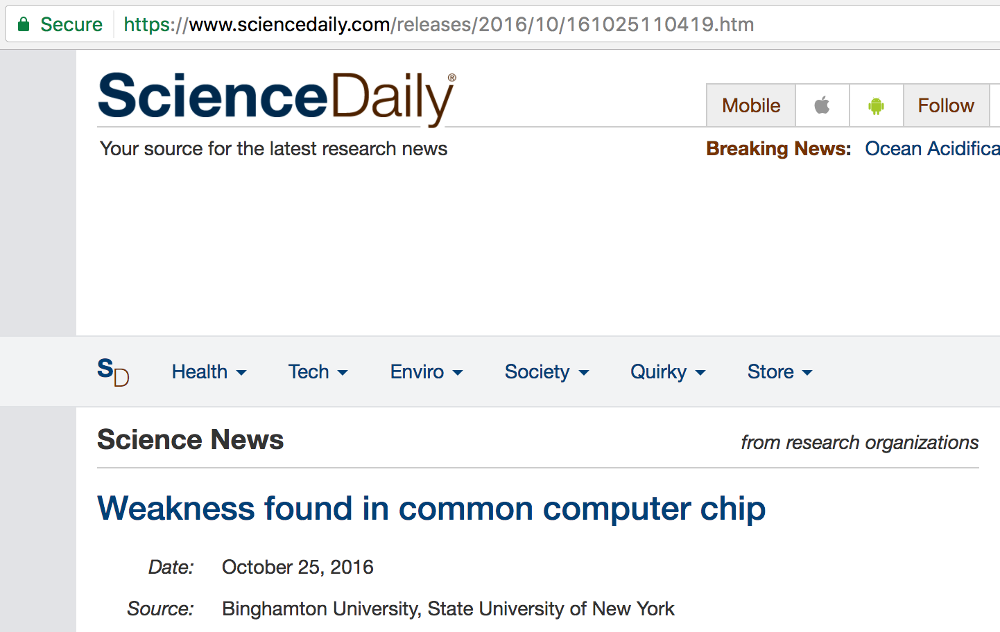 Secure https://www.sciencedaily.com/releases/2016/10/161025110419.htm
ScienceDaily®
Mobile Follow
Your source for the latest research news
Breaking News: Ocean Acidifica
SD Health Tech Enviro Society Quirky Store
Science News
from research organizations
Weakness found in common computer chip
Date: October 25, 2016
Source: Binghamton University, State University of New York